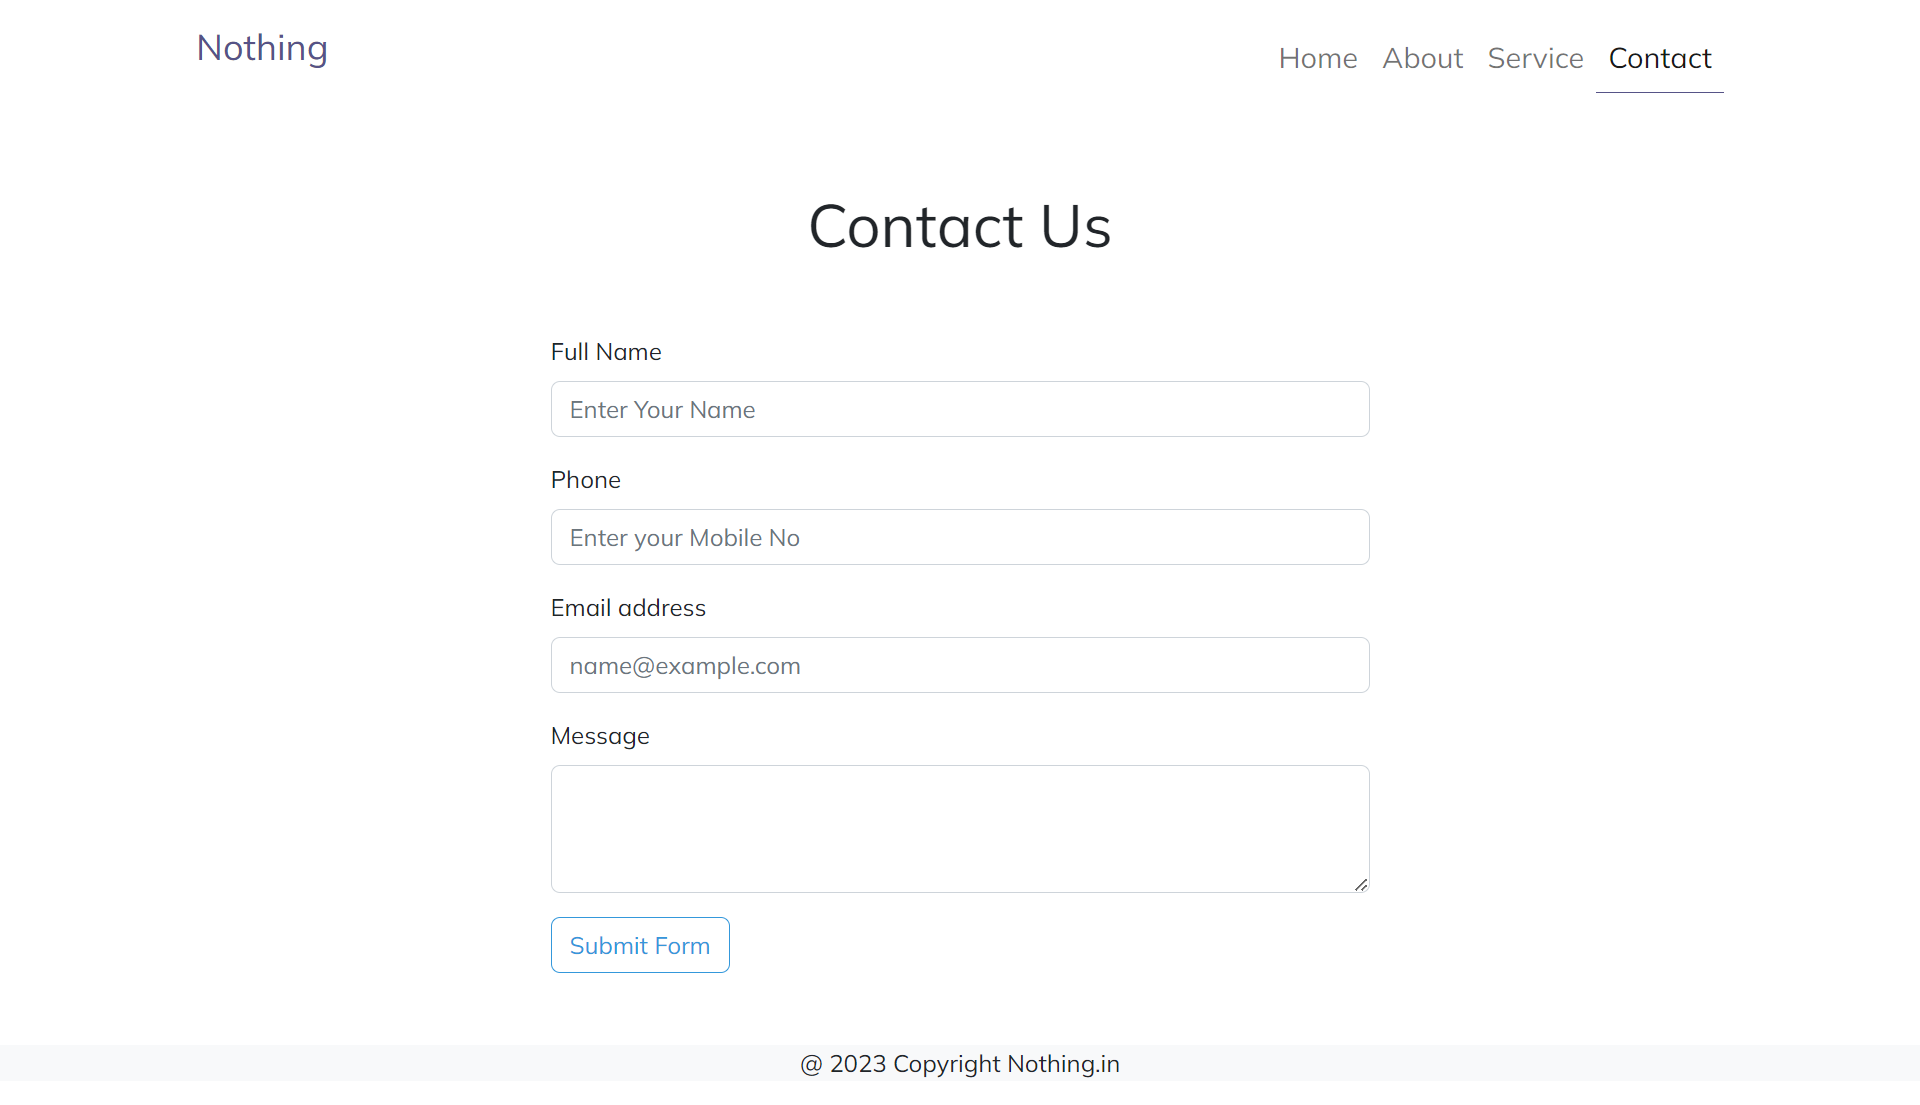 Nothing
Home About Service Contact
Contact Us
Full Name
Enter Your Name
Phone
Enter your Mobile No
Email address
name@example.com
Message
Submit Form
@ 2023 Copyright Nothing.in